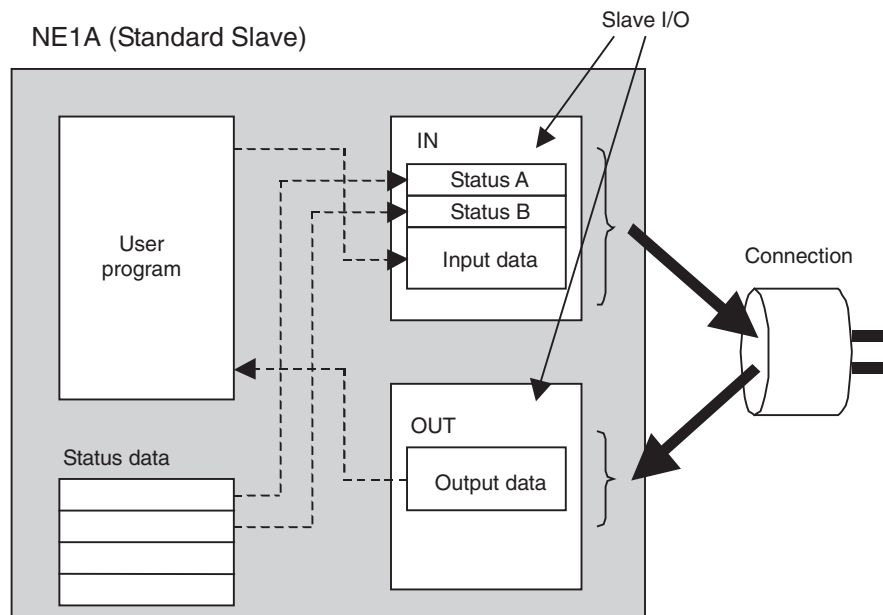 Slave I/O
NE1A (Standard Slave)
IN
Status A
Status B
Input data
User
program
Connection
OUT
Output data
Status data